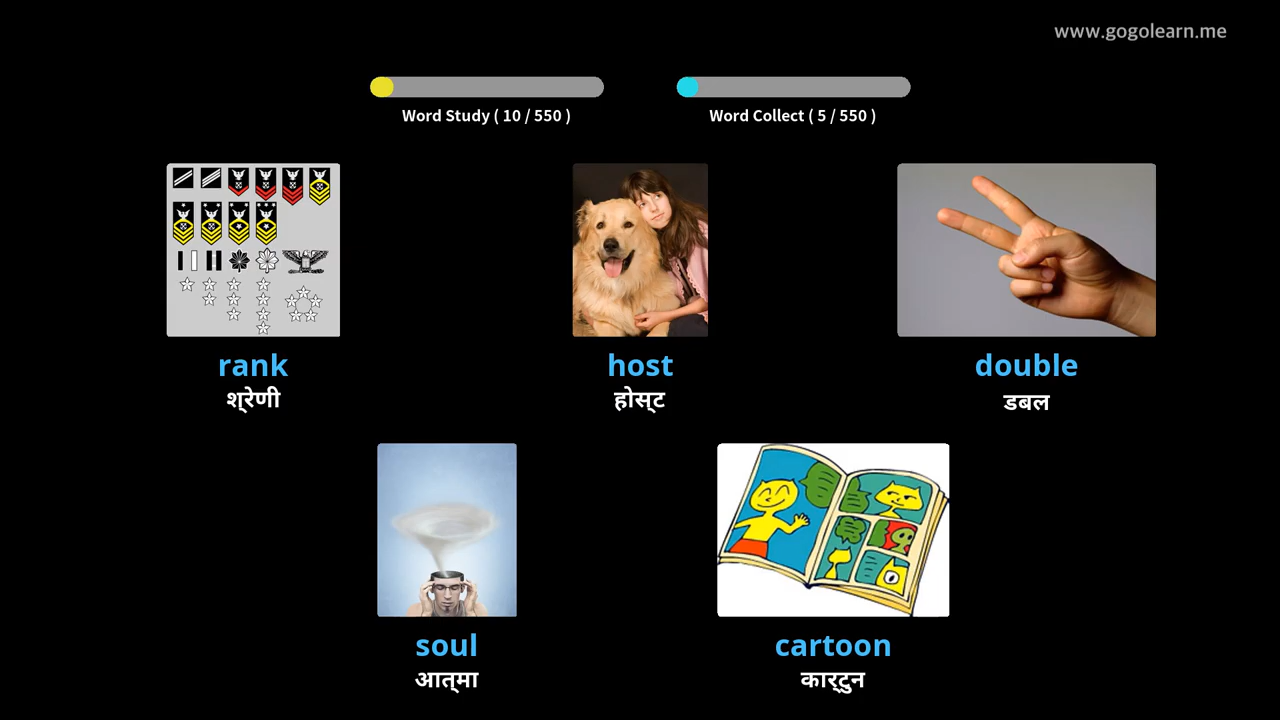 www.gogolearn.me
Word Study ( 10 / 550 )
Word Collect ( 5 / 550 )
rank
श्रेणी
host
होस्ट
double
डबल
soul
आत्मा
cartoon
कार्टुन